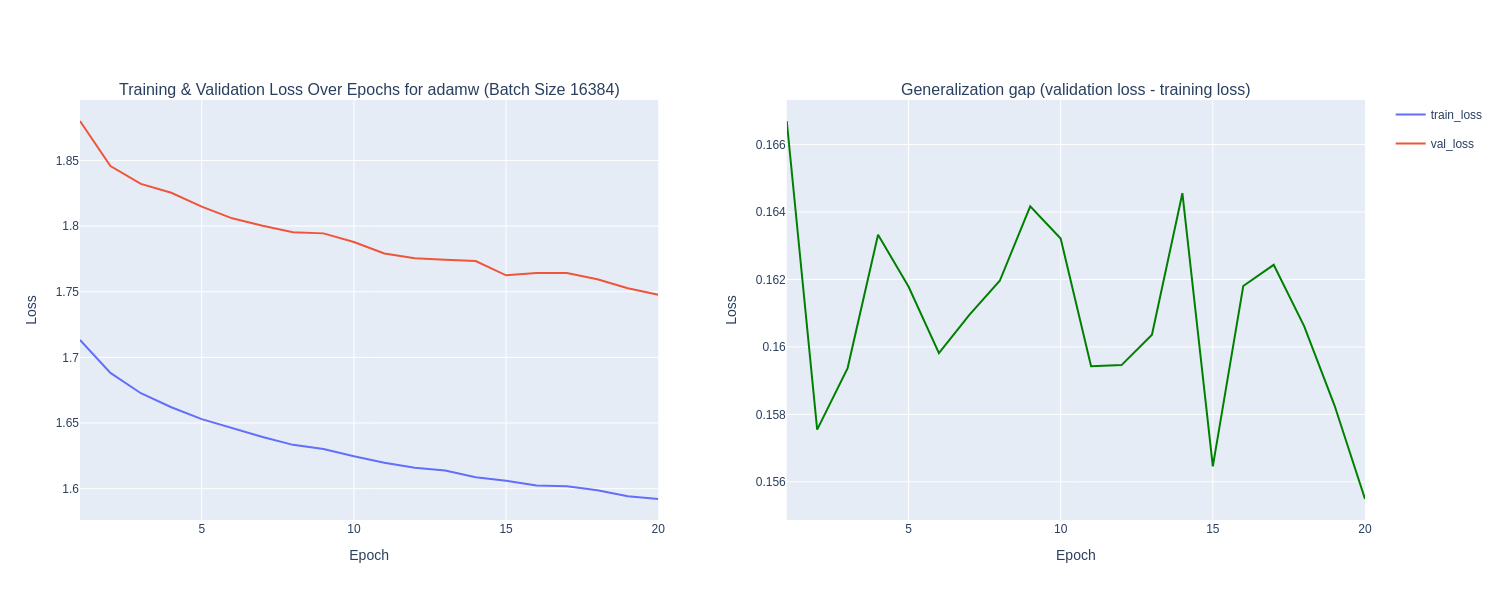 Training & Validation Loss Over Epochs for adamw (Batch Size 16384)
1.85
1.8
1.75
1.7
1.65
1.6
Loss
5
10
15
20
Epoch
Generalization gap (validation loss - training loss)
0.166
0.164
0.162
0.16
0.158
0.156
Loss
5
10
15
20
Epoch
train_loss
val_loss